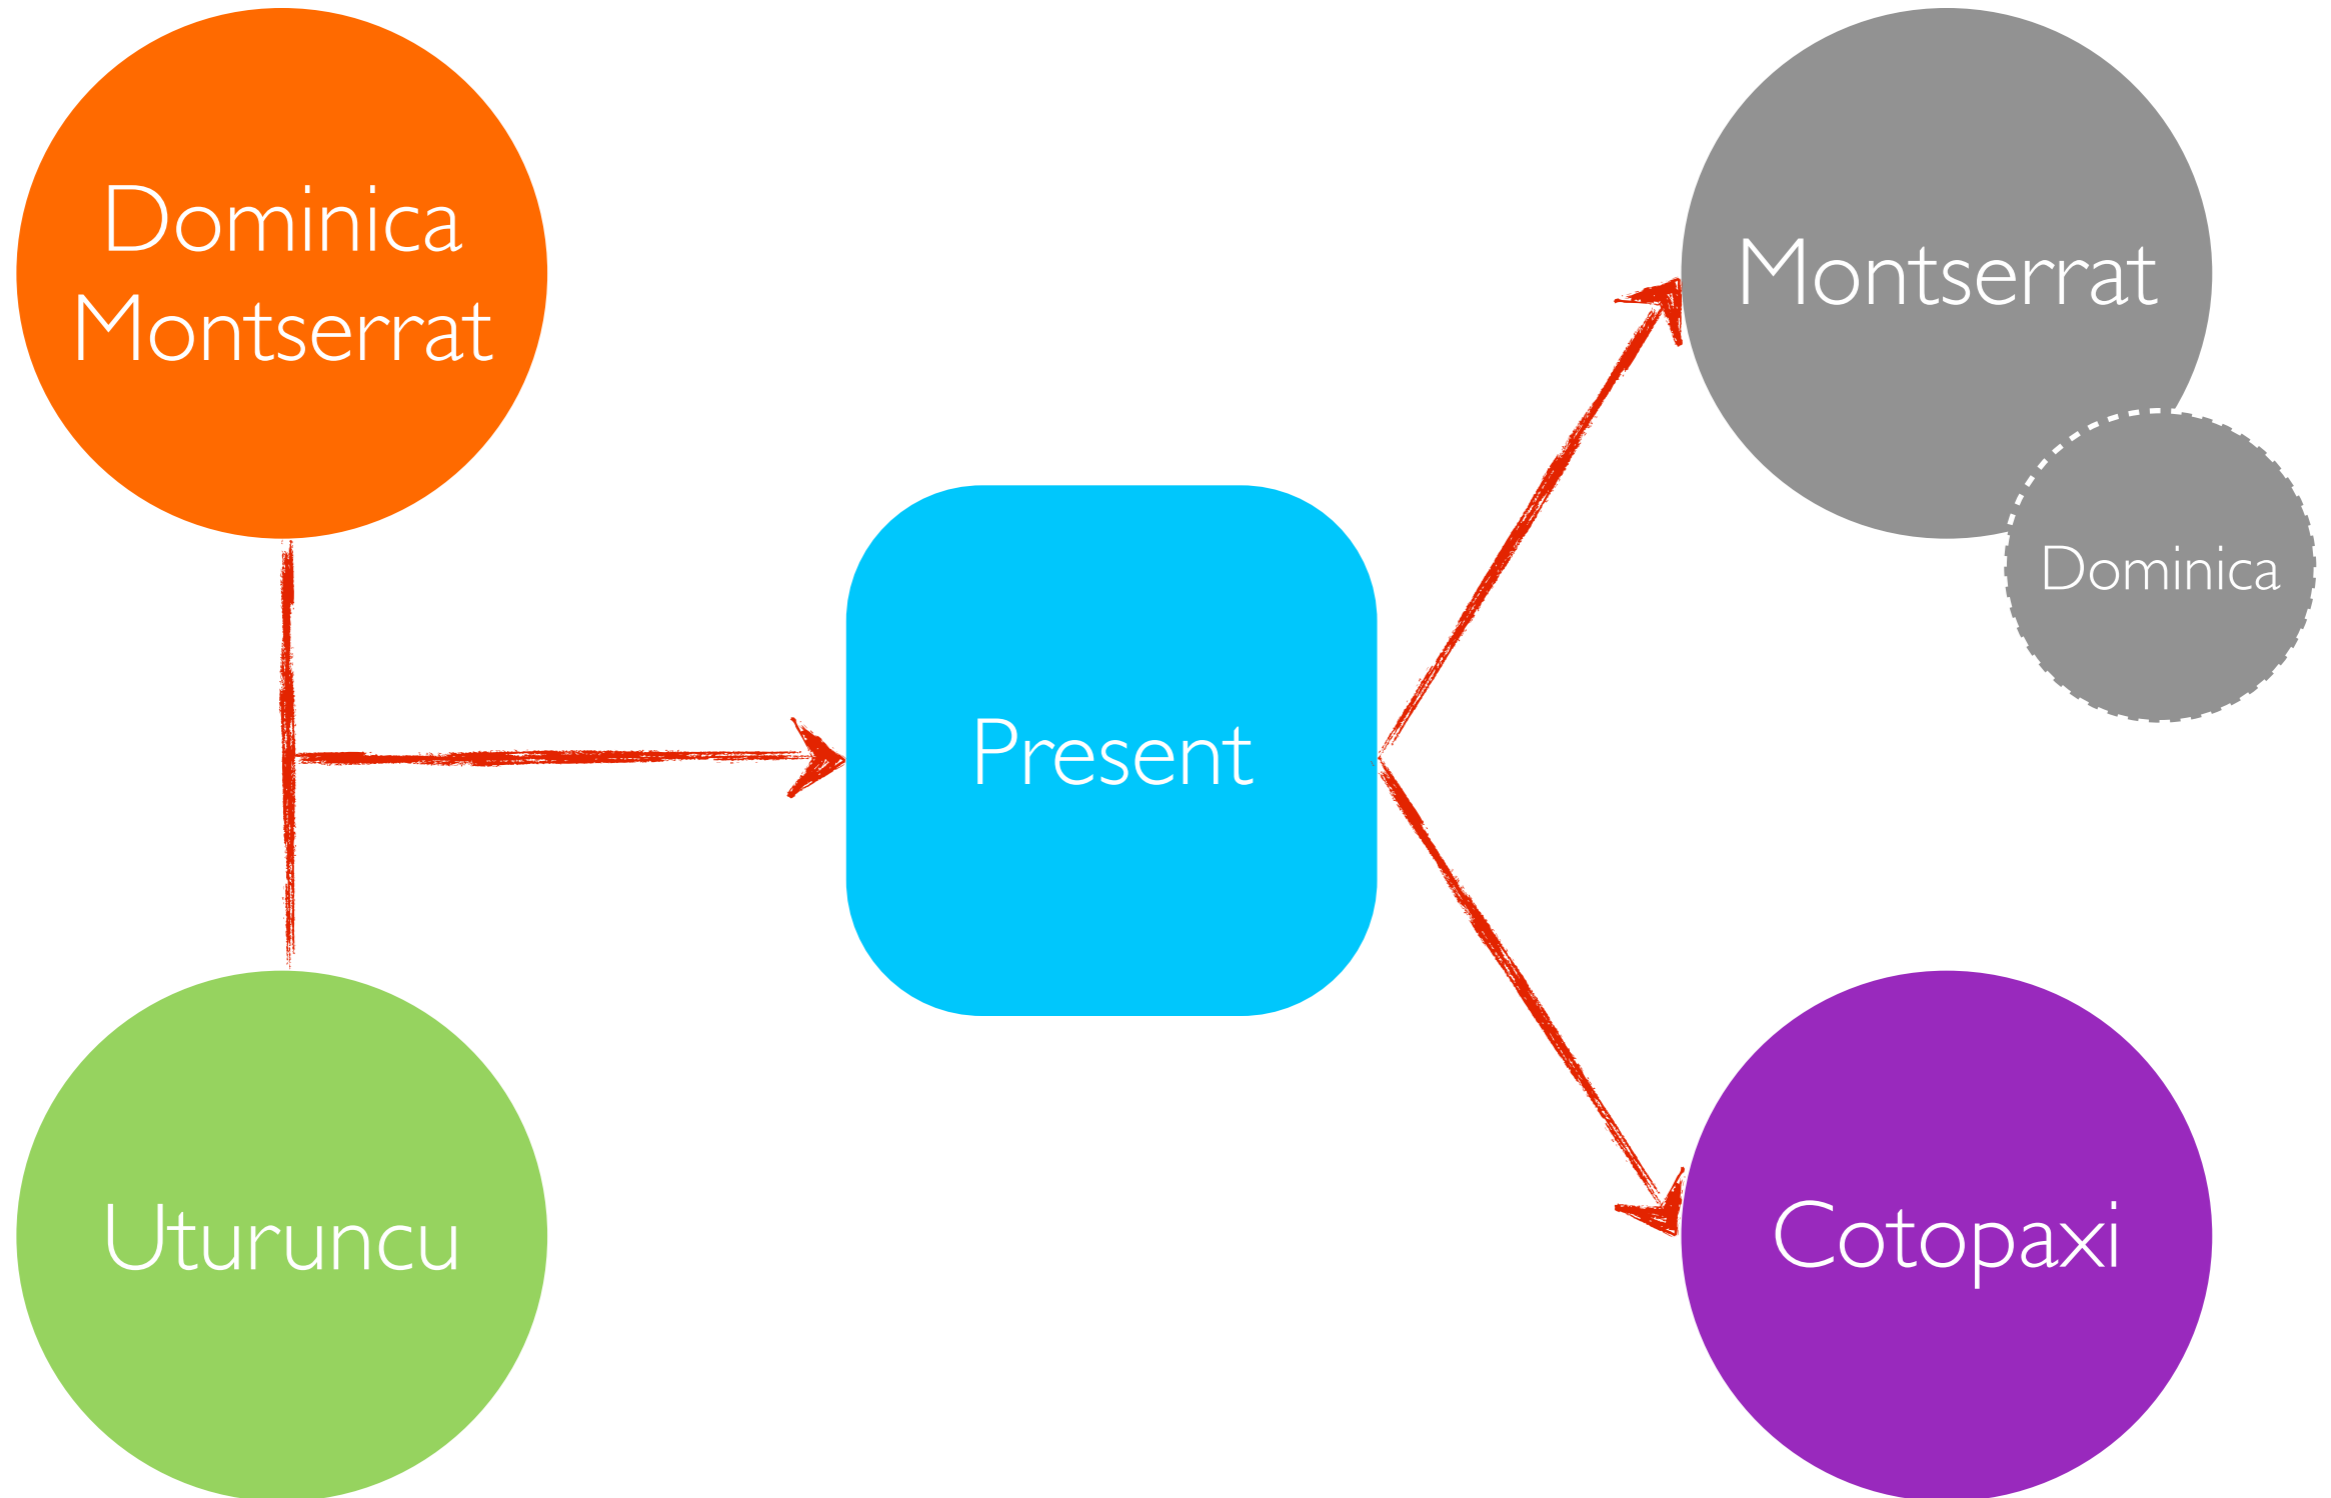 Dominica
Montserrat
Uturuncu
Present
Montserrat
Dominica
Cotopaxi